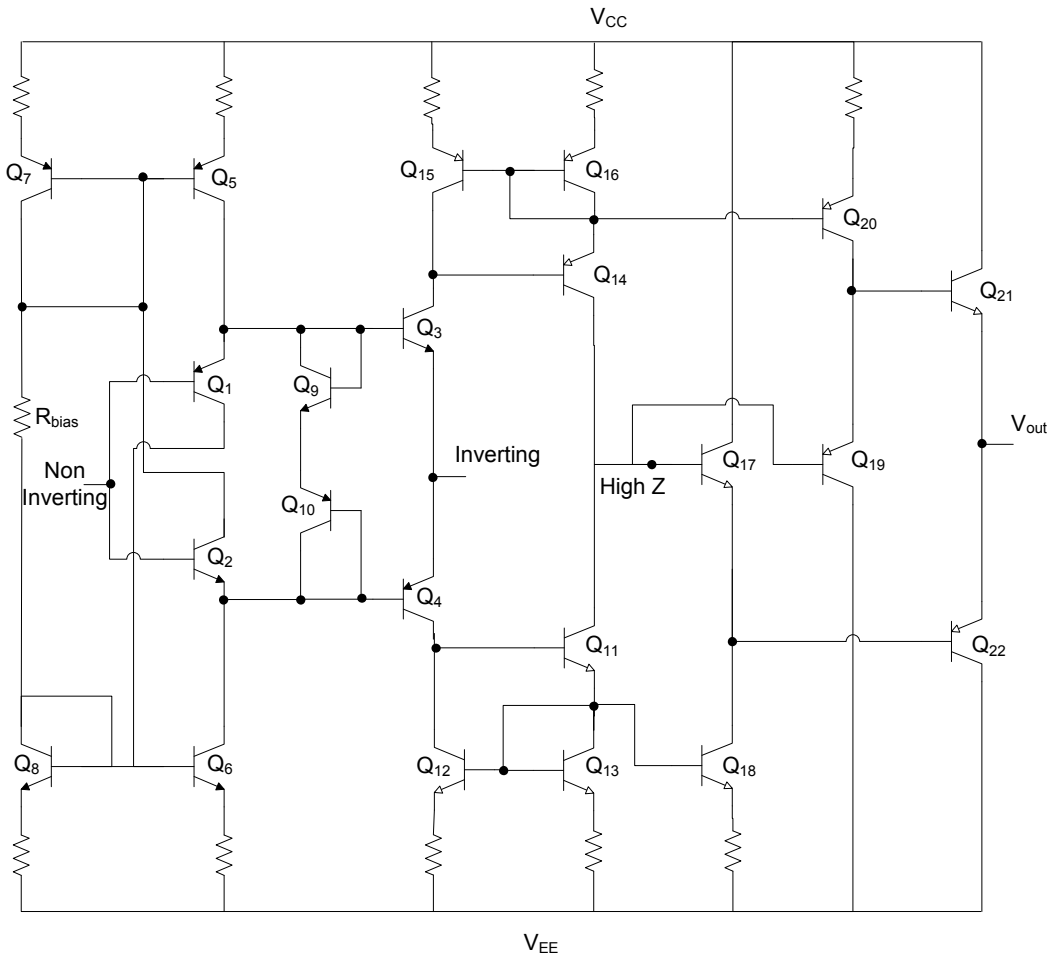 VCC
Q7
Q5
Q15
Q16
Q20
Q14
Q21
Q3
Q1
Q9
Rbias
Vout
Inverting
Q17
Q19
Non
Inverting
High Z
Q10
Q2
Q4
Q11
Q22
Q8
Q6
Q12
Q13
Q18
VEE